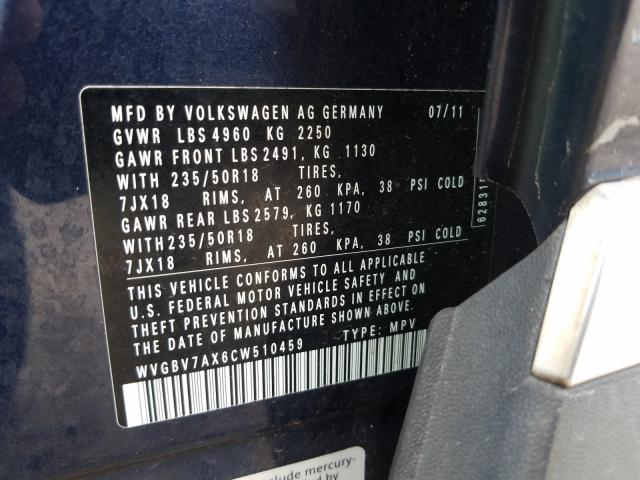 MFD BY VOLKSWAGEN AG GERMANY 07/11
GVWR LBS 4960 KG 2250
GAWR FRONT LBS 2491, KG 1130
WITH 235/50R18 TIRES,
7JX18 RIMS, AT 260 KPA, 38 PSI COLD
GAWR REAR LBS 2579, KG 1170
WITH 235/50R18 TIRES,
7JX18 RIMS, AT 260 KPA, 38 PSI COLD
THIS VEHICLE CONFORMS TO ALL APPLICABLE
U.S. FEDERAL MOTOR VEHICLE SAFETY AND
THEFT PREVENTION STANDARDS IN EFFECT ON
THE DATE OF MANUFACTURE SHOWN ABOVE.
WVGBV7AX6CW510459 TYPE: MPV
mercury-
by